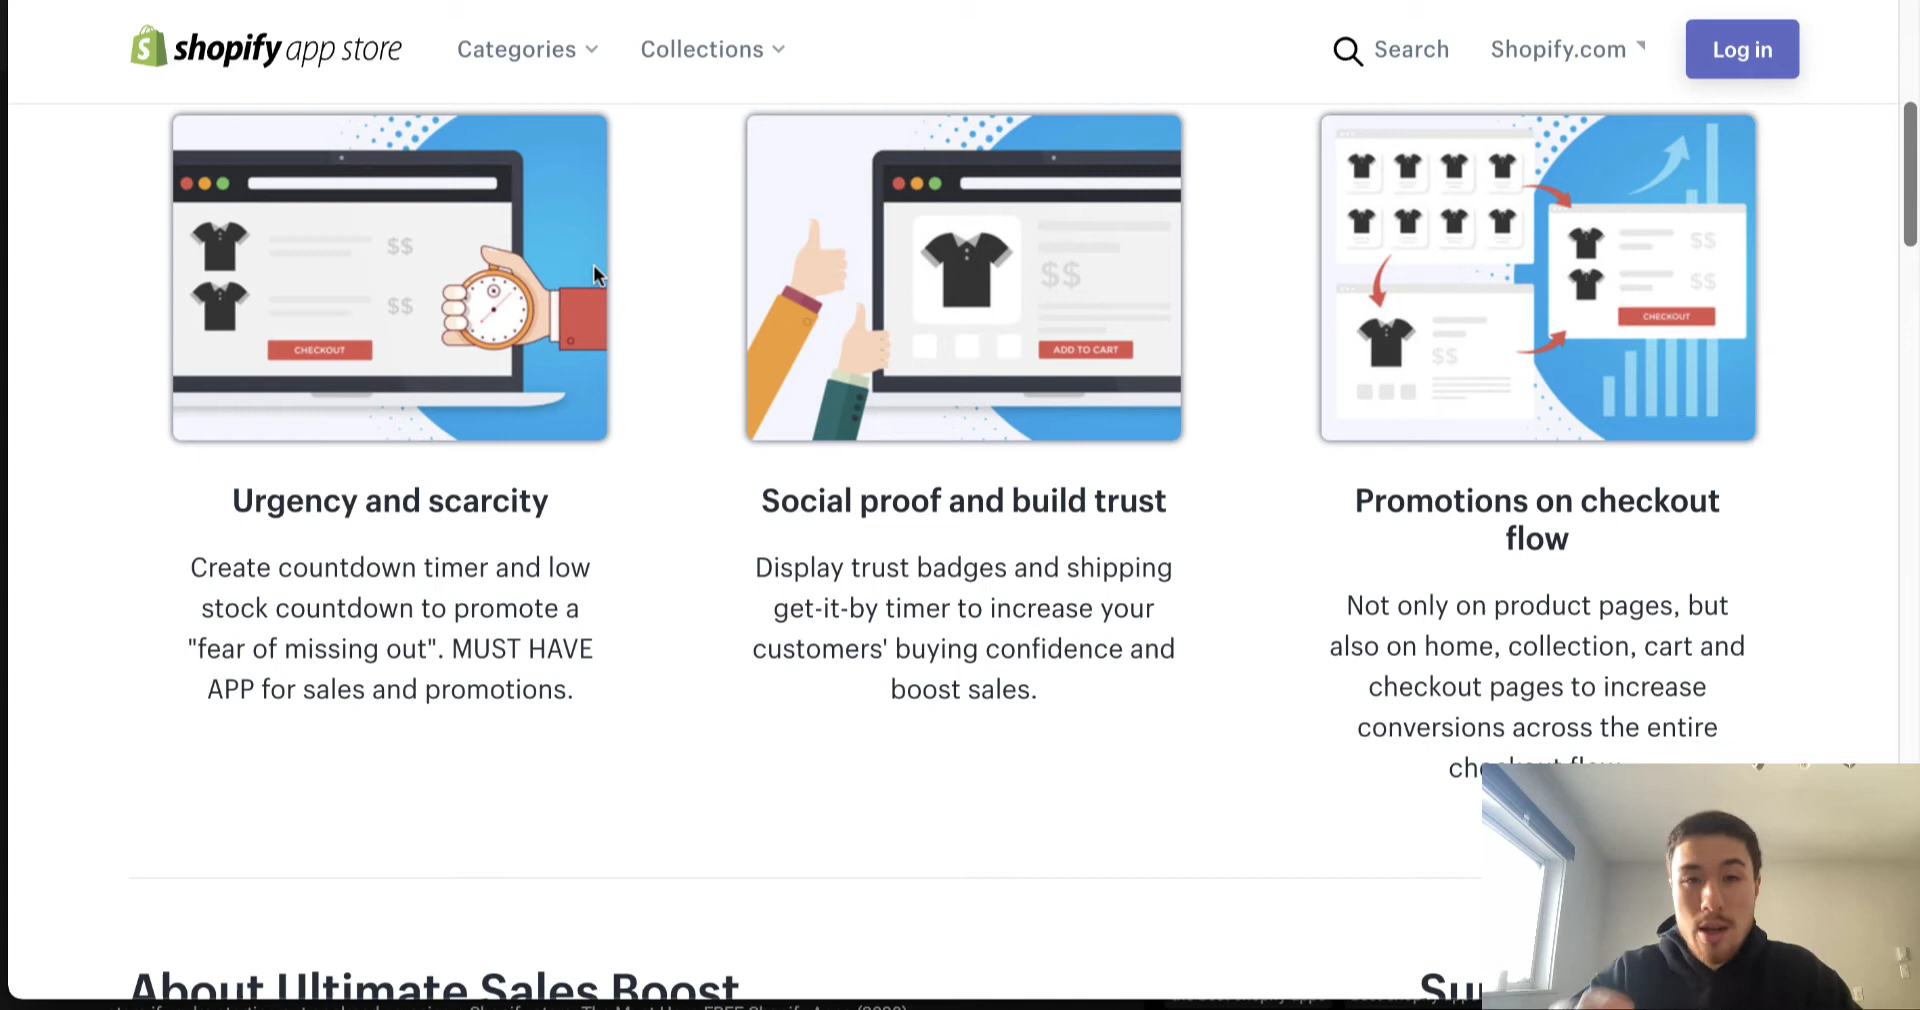 shopify app store
Categories
Collections
Search
Shopify.com
Log in
$$
$$
CHECKOUT
$$
ADD TO CART
$$
$$
CHECKOUT
$$
Urgency and scarcity
Create countdown timer and low
stock countdown to promote a
"fear of missing out". MUST HAVE
APP for sales and promotions.
Social proof and build trust
Display trust badges and shipping
get-it-by timer to increase your
customers' buying confidence and
boost sales.
Promotions on checkout
flow
Not only on product pages, but
also on home, collection, cart and
checkout pages to increase
conversions across the entire
checkout flow.
About Ultimate Sales Boost